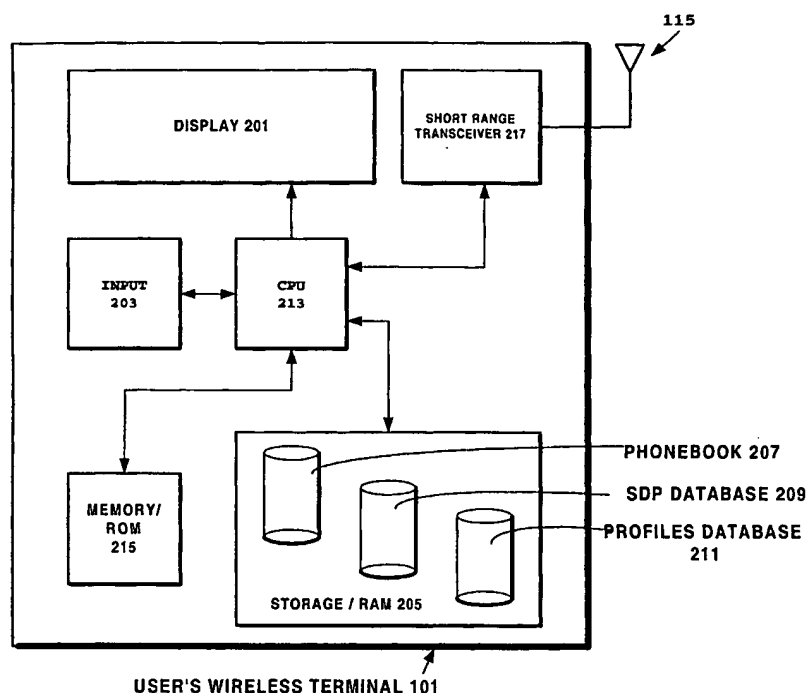 115
DISPLAY 201
SHORT RANGE
TRANSCEIVER 217
INPUT
203
CPU
213
MEMORY/
ROM
215
PHONEBOOK 207
SDP DATABASE 209
PROFILES DATABASE
211
STORAGE / RAM 205
USER'S WIRELESS TERMINAL 101